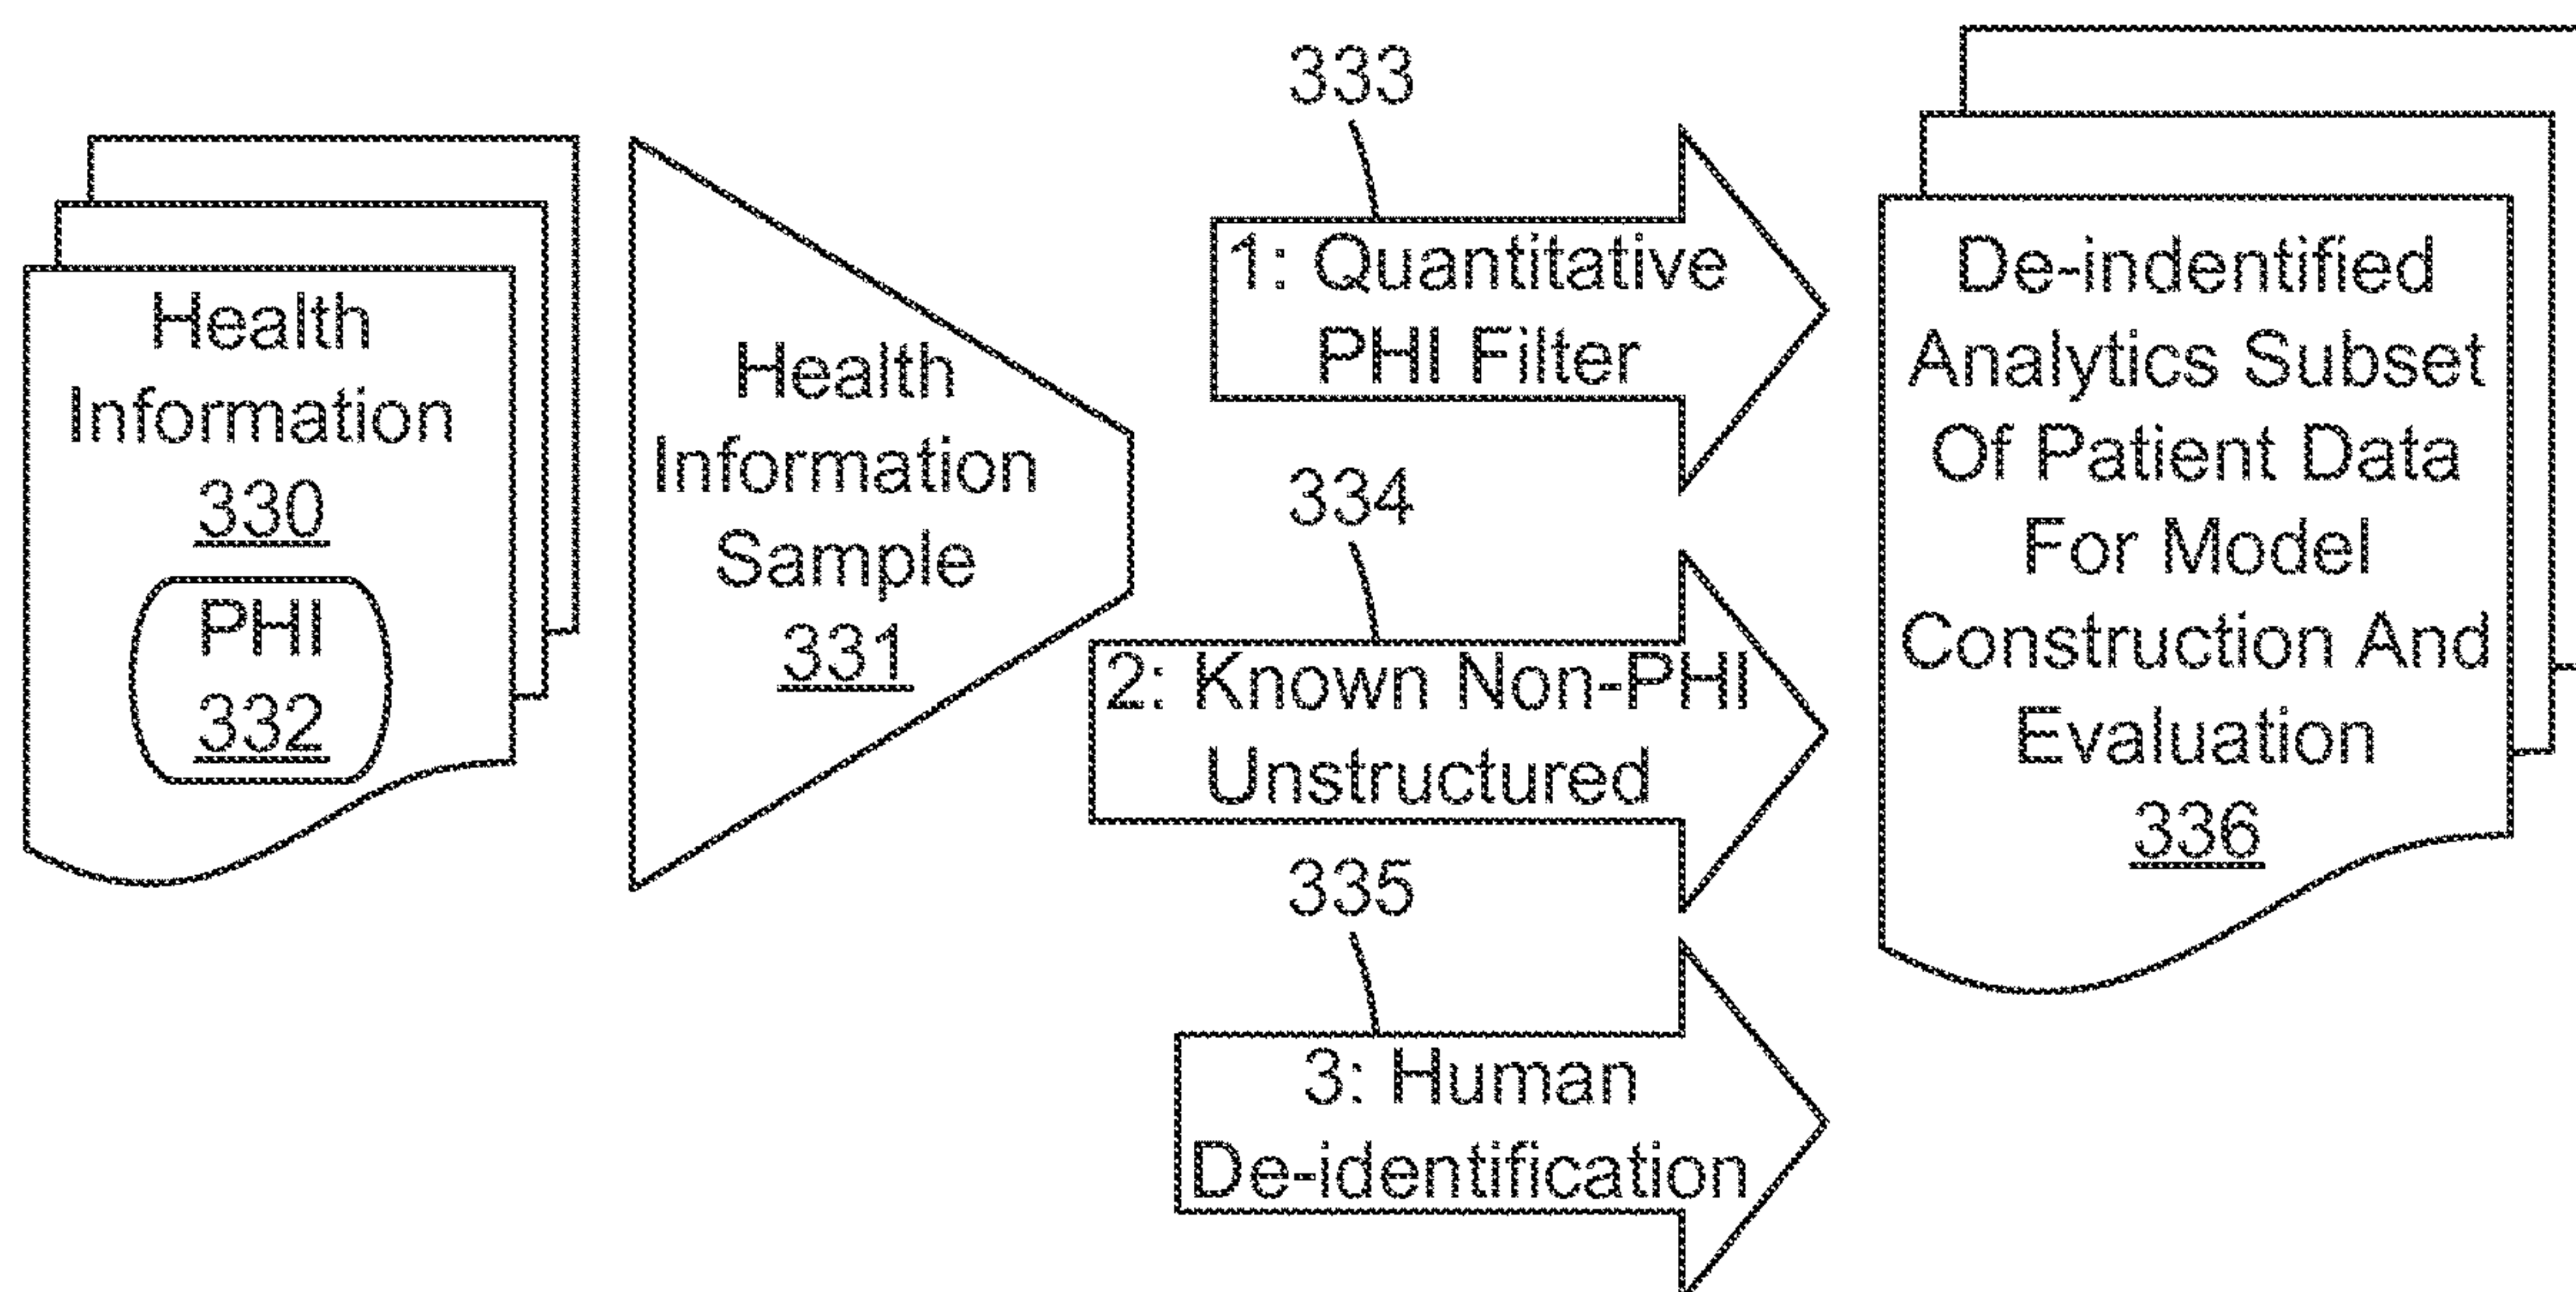 Health
Information
330
PHI
332
Health
Information
Sample
331
333
1: Quantitative
PHI Filter
334
2: Known Non-PHI
Unstructured
335
3: Human
De-identification
De-indentified
Analytics Subset
Of Patient Data
For Model
Construction And
Evaluation
336